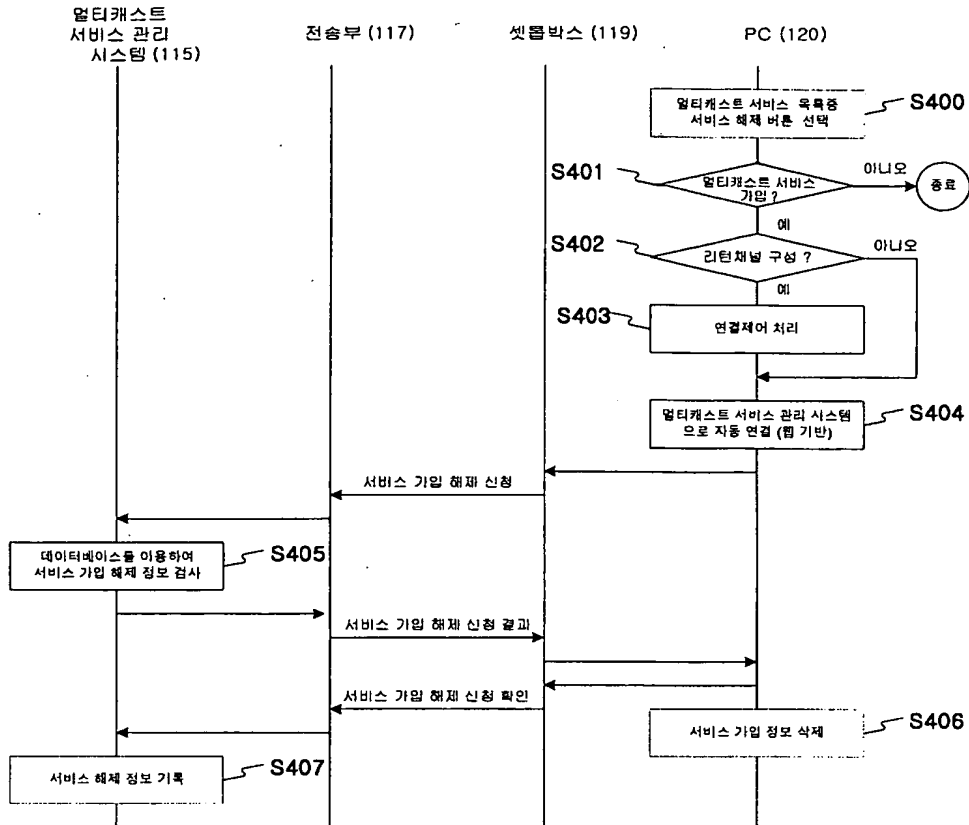 멀티캐스트
서비스 관리
시스템 (115)
전송부 (117)
셋톱박스 (119)
PC (120)
멀티캐스트 서비스 목록중
서비스 해제 버튼 선택
S400
S401
멀티캐스트 서비스
가입 ?
아니오
종료
예
S402
리턴채널 구성 ?
아니오
예
S403
연결제어 처리
멀티캐스트 서비스 관리 시스템
으로 자동 연결 (웹 기반)
S404
서비스 가입 해제 신청
데이터베이스를 이용하여
서비스 가입 해제 정보 검사
S405
서비스 가입 해제 신청 결과
서비스 가입 해제 신청 확인
서비스 가입 정보 삭제
S406
서비스 해제 정보 기록
S407